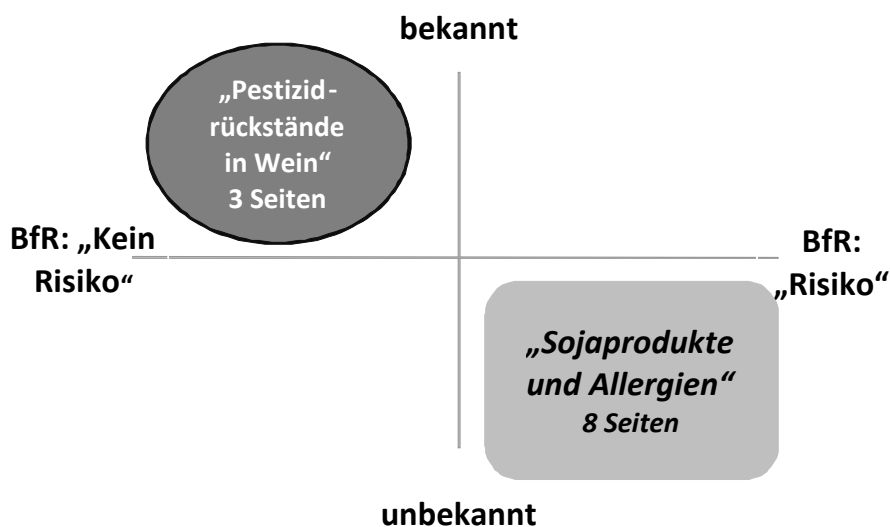 bekannt
„Pestizid-
rückstände
in Wein“
3 Seiten
BfR: „Kein
Risiko“
BfR:
„Risiko“
„Sojaprodukte
und Allergien“
8 Seiten
unbekannt